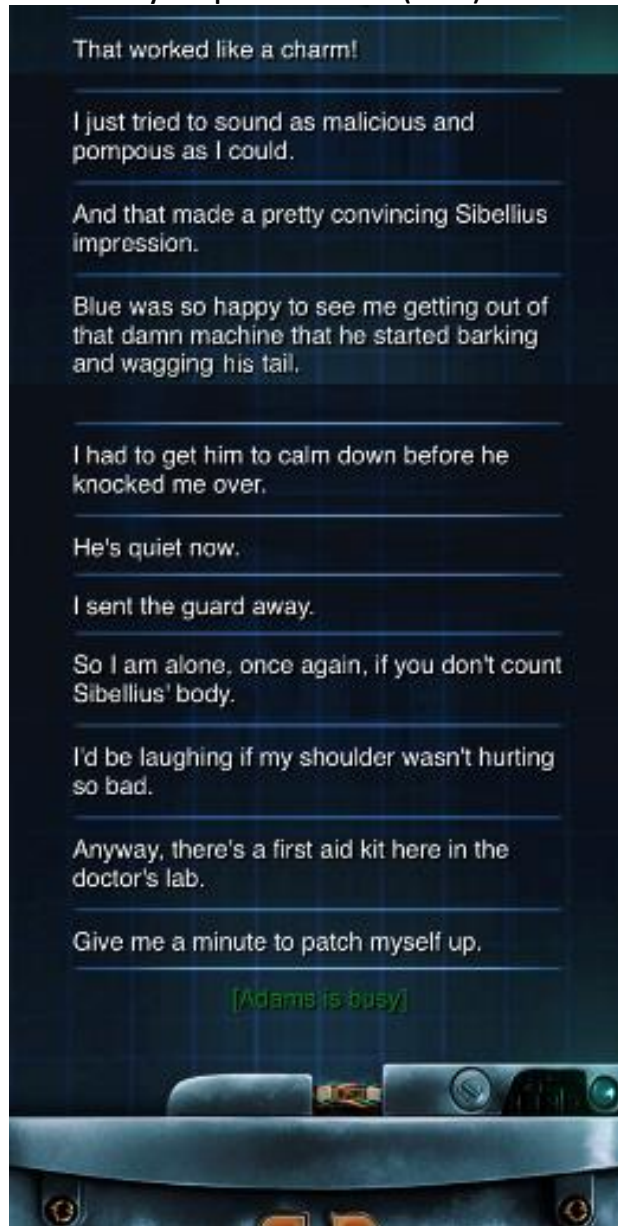 That worked like a charm!
I just tried to sound as malicious and
pompous as I could.
And that made a pretty convincing Sibellius
impression.
Blue was so happy to see me getting out of
that damn machine that he started barking
and wagging his tail.
I had to get him to calm down before he
knocked me over.
He's quiet now.
I sent the guard away.
So I am alone, once again, if you don't count
Sibellius' body.
I'd be laughing if my shoulder wasn't hurting
so bad.
Anyway, there's a first aid kit here in the
doctor's lab.
Give me a minute to patch myself up.
[Adams is busy]